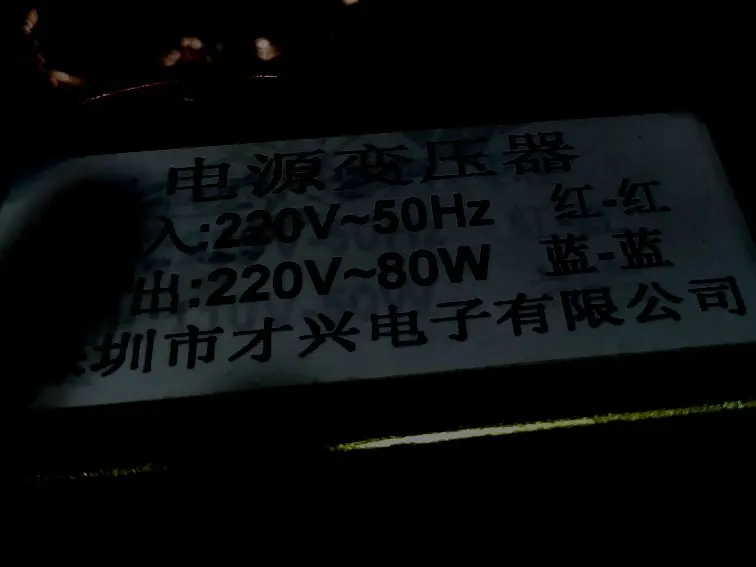 电源变压器
入:220V~50Hz 红-红
出:220V~80W 蓝-蓝
圳市才兴电子有限公司